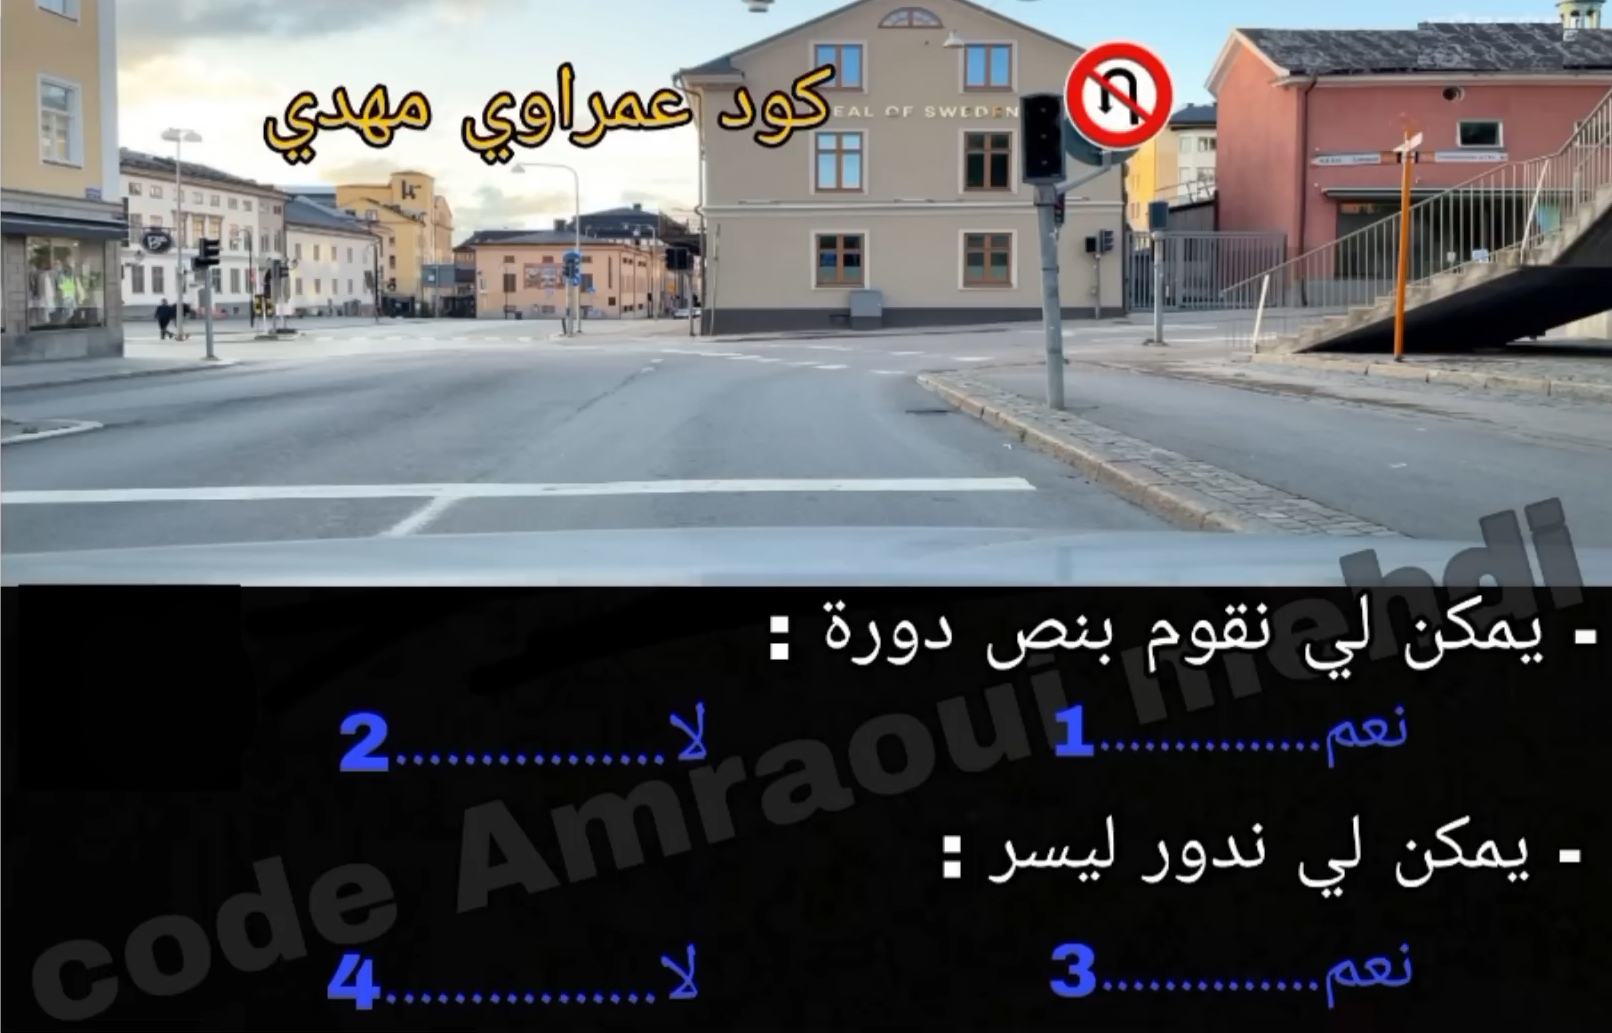 كود عمراوي مهدي
EAL OF SWEDEN
- يمكن لي نقوم بنص دورة :
نعم...............1 لا...............2
- يمكن لي ندور ليسر :
نعم...............3 لا...............4
code Amraoui mehdi